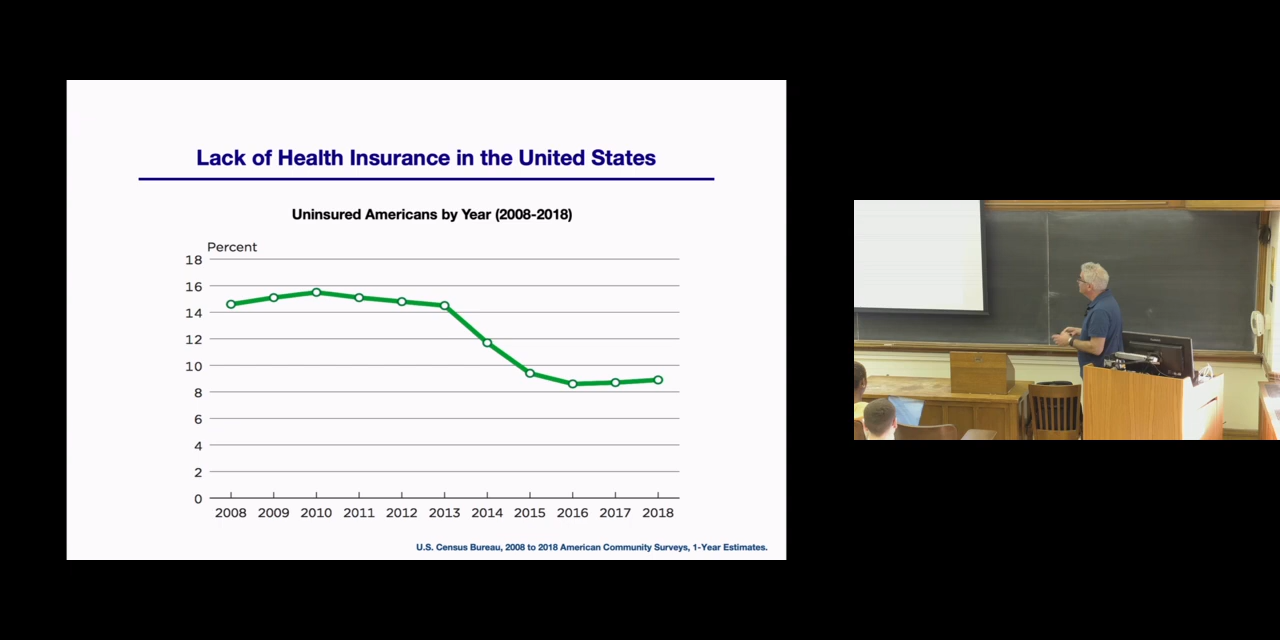 Lack of Health Insurance in the United States
Uninsured Americans by Year (2008-2018)
Percent
18
16
14
12
10
8
6
4
2
0
2008 2009 2010 2011 2012 2013 2014 2015 2016 2017 2018
U.S. Census Bureau, 2008 to 2018 American Community Surveys, 1-Year Estimates.